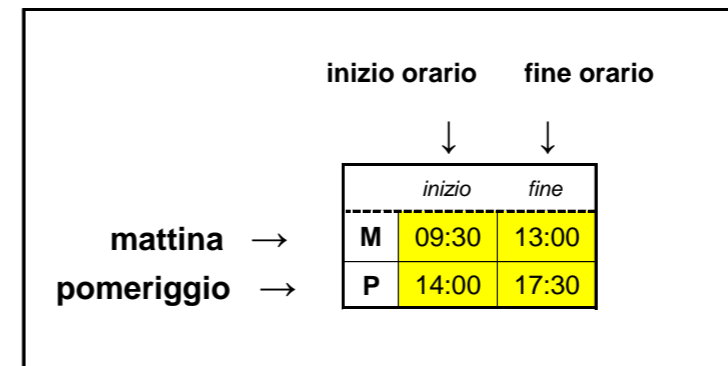 inizio orario fine orario
↓ ↓
inizio fine
mattina → M 09:30 13:00
pomeriggio → P 14:00 17:30